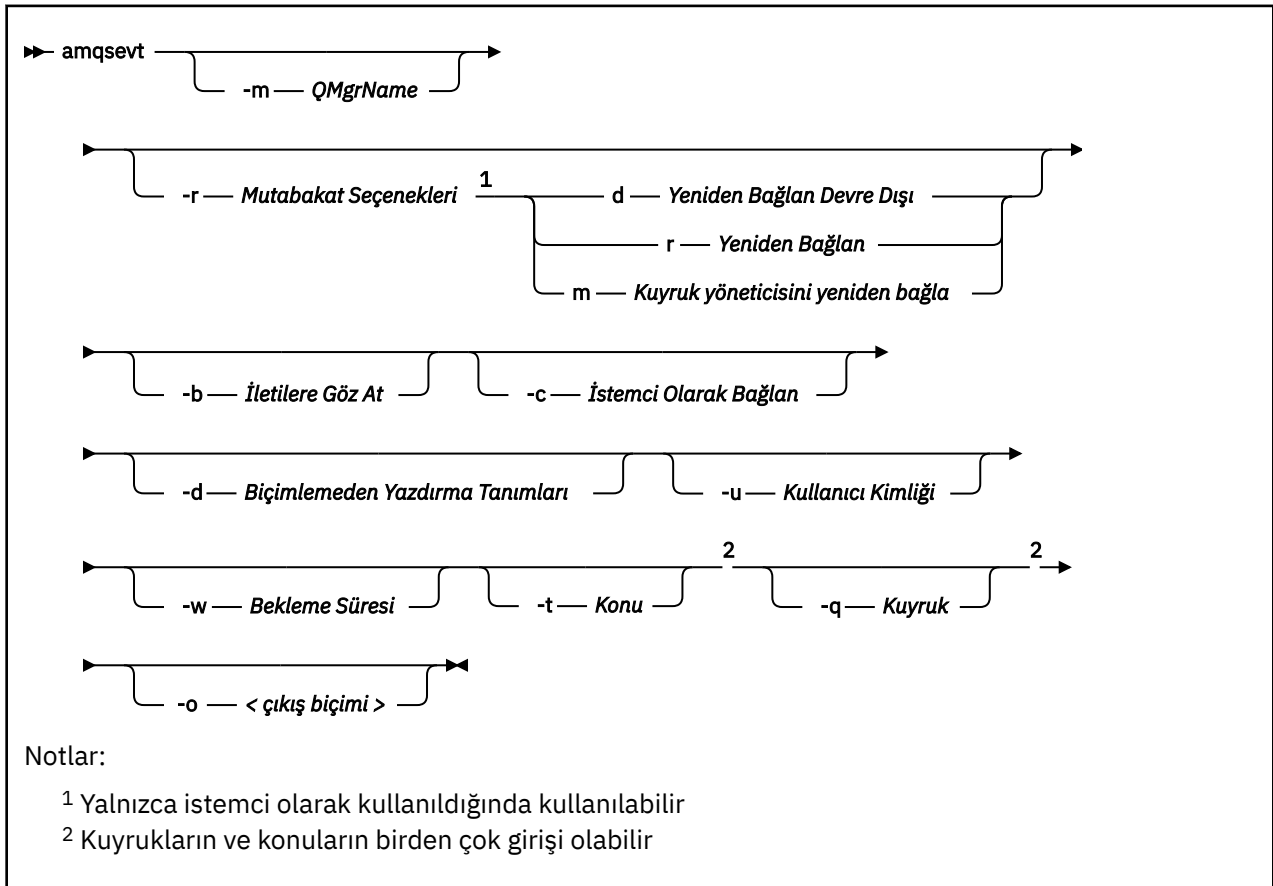 amqsevt
-m QMgrName
-r Mutabakat Seçenekleri 1 d Yeniden Bağlan Devre Dışı
r Yeniden Bağlan
m Kuyruk yöneticisini yeniden bağla
-b İletilere Göz At -c İstemci Olarak Bağlan
-d Biçimlemeden Yazdırma Tanımları -u Kullanıcı Kimliği
2 2
-w Bekleme Süresi -t Konu -q Kuyruk
-o < çıkış biçimi >
Notlar:
1 Yalnızca istemci olarak kullanıldığında kullanılabilir
2 Kuyrukların ve konuların birden çok girişi olabilir